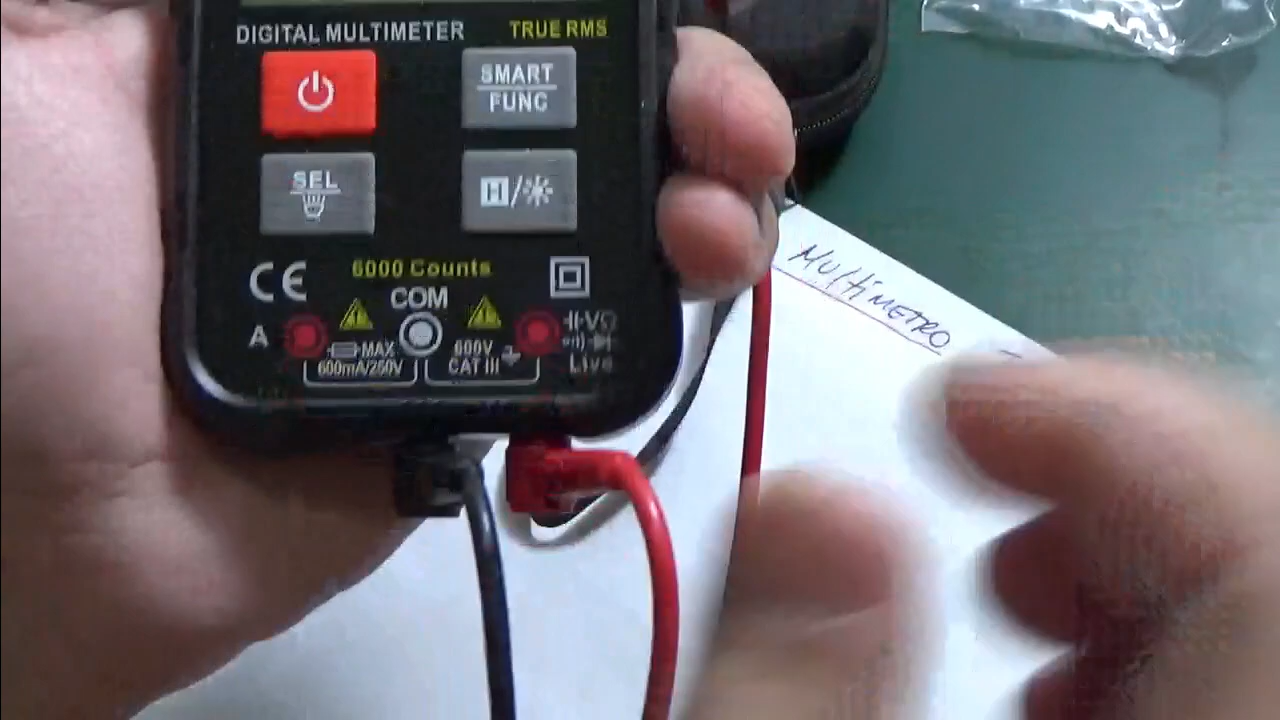 DIGITAL MULTIMETER TRUE RMS
SMART
FUNC
SEL
H/
CE 6000 Counts
COM
A VΩ
MAX 600V
600mA/250V CAT III Live
MULtiMETRO